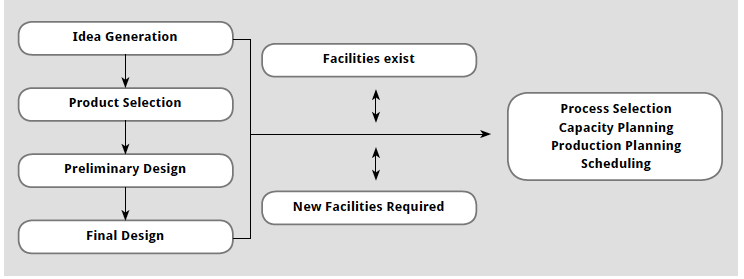 Idea Generation
Product Selection
Preliminary Design
Final Design
Facilities exist
New Facilities Required
Process Selection
Capacity Planning
Production Planning
Scheduling